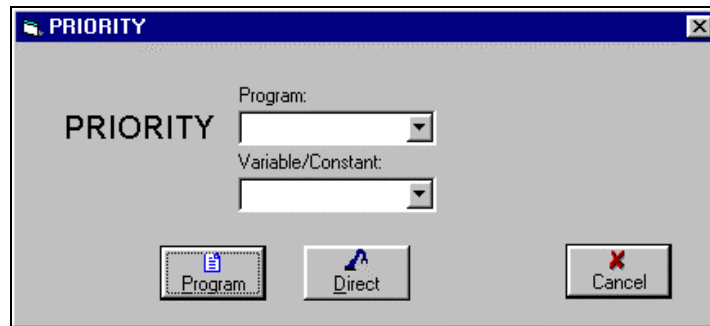 PRIORITY
Program:
PRIORITY
Variable/Constant:
Program
Direct
Cancel